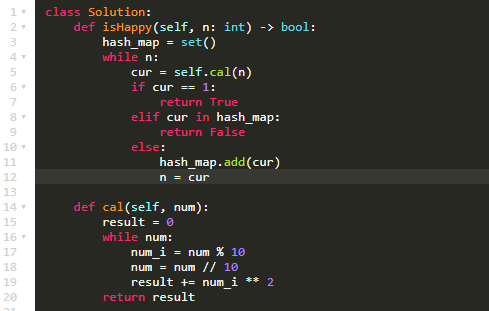 1 class Solution:
2     def isHappy(self, n: int) -> bool:
3         hash_map = set()
4         while n:
5             cur = self.cal(n)
6             if cur == 1:
7                 return True
8             elif cur in hash_map:
9                 return False
10             else:
11                 hash_map.add(cur)
12                 n = cur
13
14     def cal(self, num):
15         result = 0
16         while num:
17             num_i = num % 10
18             num = num // 10
19             result += num_i ** 2
20         return result
21